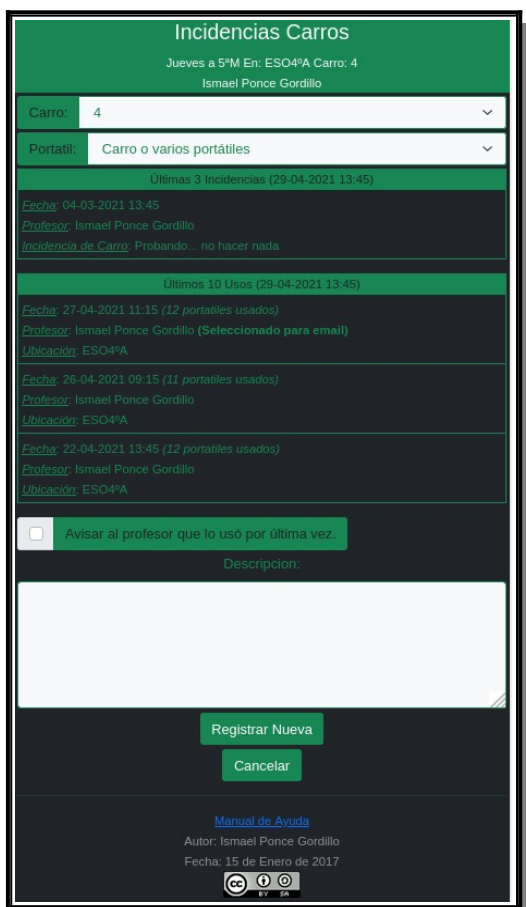 Incidencias Carros
Jueves a 5ªM En: ESO4ºA Carro: 4
Ismael Ponce Gordillo
Carro: 4
Portatil: Carro o varios portátiles
Últimas 3 Incidencias (29-04-2021 13:45)
Fecha: 04-03-2021 13:45
Profesor: Ismael Ponce Gordillo
Incidencia de Carro: Probando... no hacer nada
Últimos 10 Usos (29-04-2021 13:45)
Fecha: 27-04-2021 11:15 (12 portatiles usados)
Profesor: Ismael Ponce Gordillo (Seleccionado para email)
Ubicación: ESO4ºA
Fecha: 26-04-2021 09:15 (11 portatiles usados)
Profesor: Ismael Ponce Gordillo
Ubicación: ESO4ºA
Fecha: 22-04-2021 13:45 (12 portatiles usados)
Profesor: Ismael Ponce Gordillo
Ubicación: ESO4ºA
Avisar al profesor que lo usó por última vez.
Descripcion:
Registrar Nueva
Cancelar
Manual de Ayuda
Autor: Ismael Ponce Gordillo
Fecha: 15 de Enero de 2017
cc BY SA